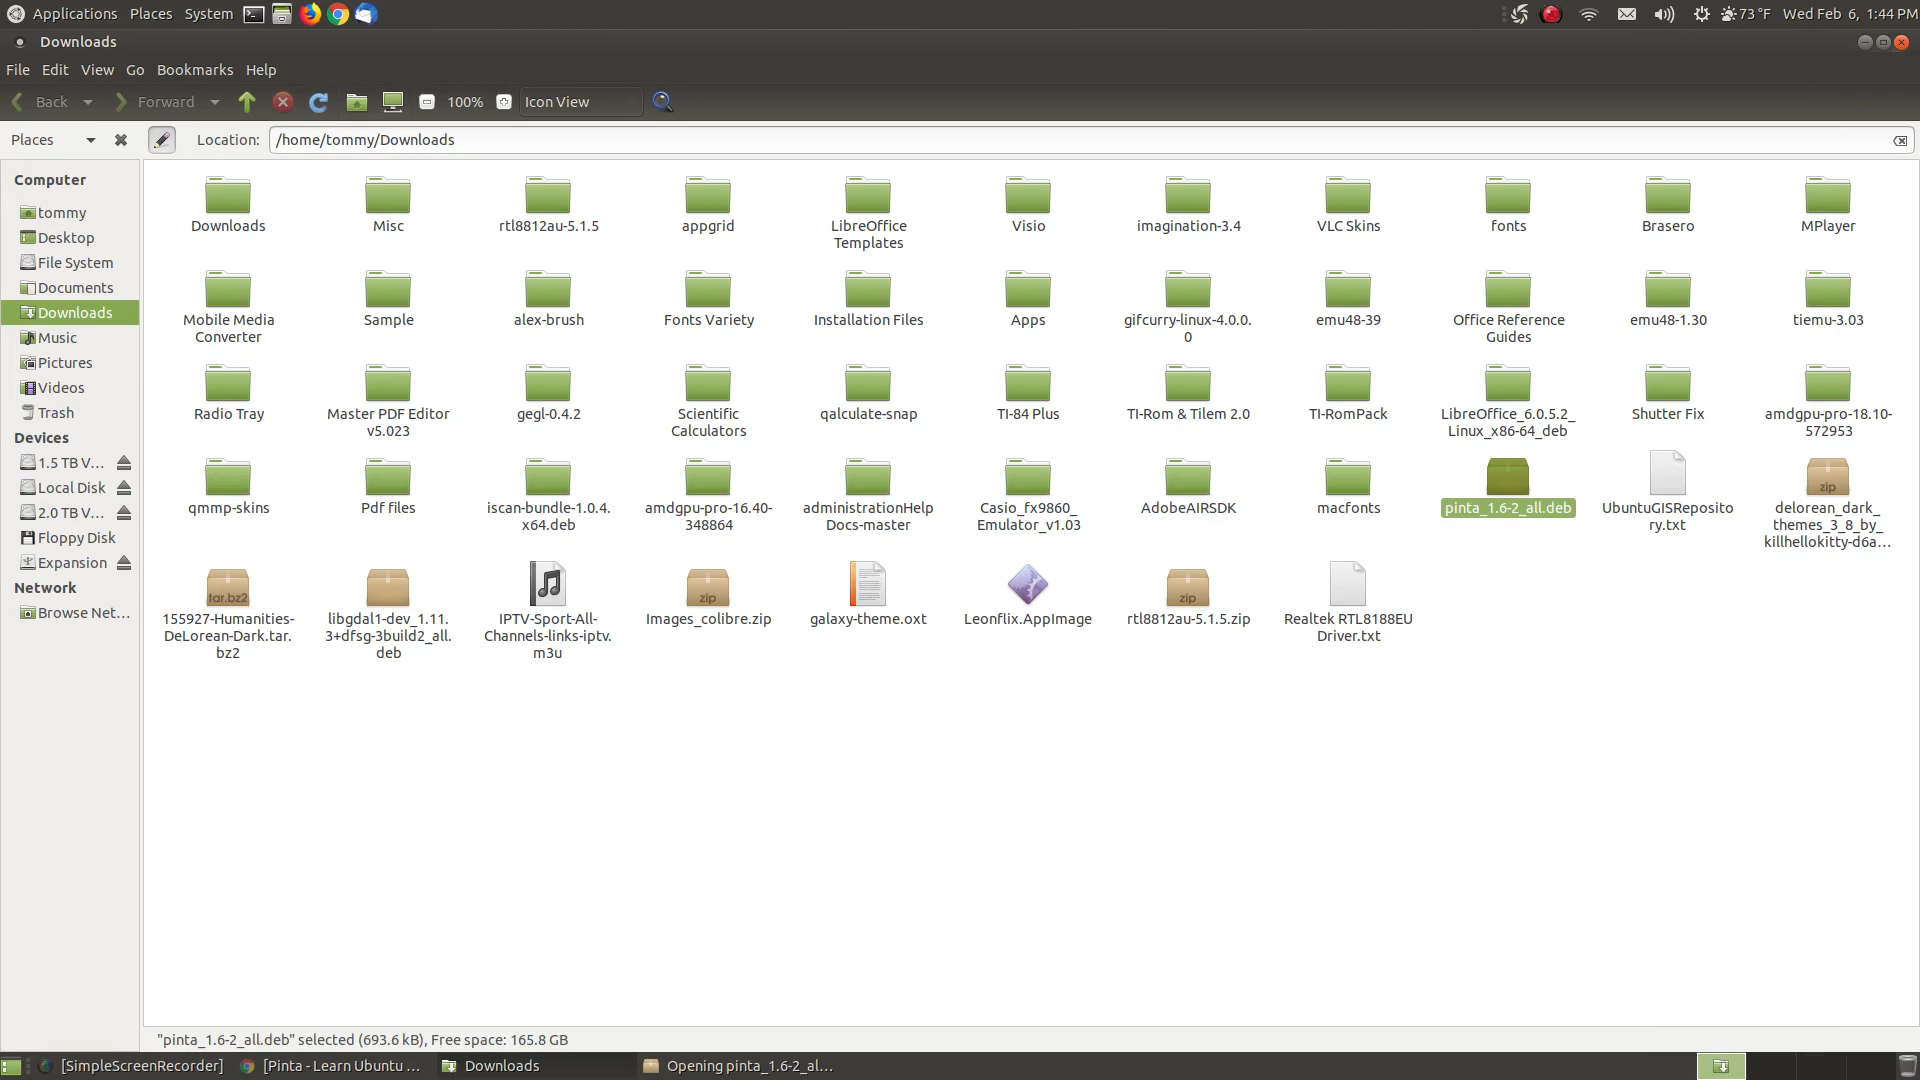 Applications Places System 73 °F Wed Feb 6, 1:44 PM
Downloads
File Edit View Go Bookmarks Help
Back Forward 100% Icon View
Places Location: /home/tommy/Downloads
Computer
tommy
Desktop
File System
Documents
Downloads
Music
Pictures
Videos
Trash
Devices
1.5 TB V...
Local Disk
2.0 TB V...
Floppy Disk
Expansion
Network
Browse Net...
Downloads
Misc
rtl8812au-5.1.5
appgrid
LibreOffice
Templates
Visio
imagination-3.4
VLC Skins
fonts
Brasero
MPlayer
Mobile Media
Converter
Sample
alex-brush
Fonts Variety
Installation Files
Apps
gifcurry-linux-4.0.0.
0
emu48-39
Office Reference
Guides
emu48-1.30
tiemu-3.03
Radio Tray
Master PDF Editor
v5.023
gegl-0.4.2
Scientific
Calculators
qalculate-snap
TI-84 Plus
TI-Rom & Tilem 2.0
TI-RomPack
LibreOffice_6.0.5.2_
Linux_x86-64_deb
Shutter Fix
amdgpu-pro-18.10-
572953
qmmp-skins
Pdf files
iscan-bundle-1.0.4.
x64.deb
amdgpu-pro-16.40-
348864
administrationHelp
Docs-master
Casio_fx9860_
Emulator_v1.03
AdobeAIRSDK
macfonts
pinta_1.6-2_all.deb
UbuntuGISReposito
ry.txt
zip
delorean_dark_
themes_3_8_by_
killhellokitty-d6a...
tar.bz2
155927-Humanities-
DeLorean-Dark.tar.
bz2
libgdal1-dev_1.11.
3+dfsg-3build2_all.
deb
IPTV-Sport-All-
Channels-links-iptv.
m3u
zip
Images_colibre.zip
galaxy-theme.oxt
Leonflix.AppImage
zip
rtl8812au-5.1.5.zip
Realtek RTL8188EU
Driver.txt
"pinta_1.6-2_all.deb" selected (693.6 kB), Free space: 165.8 GB
[SimpleScreenRecorder] [Pinta - Learn Ubuntu ... Downloads Opening pinta_1.6-2_al...